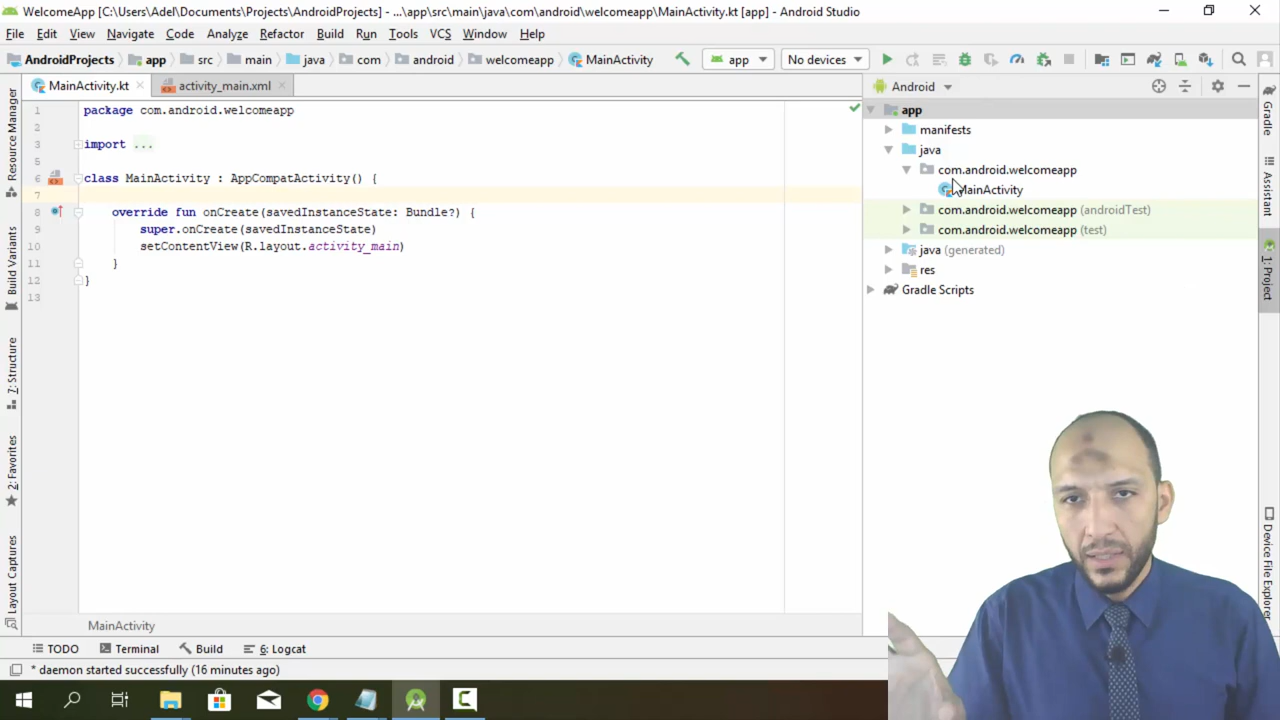 WelcomeApp [C:\Users\Adel\Documents\Projects\AndroidProjects] - ...\app\src\main\java\com\android\welcomeapp\MainActivity.kt [app] - Android Studio
File Edit View Navigate Code Analyze Refactor Build Run Tools VCS Window Help
AndroidProjects app src main java com android welcomeapp MainActivity app No devices
MainActivity.kt activity_main.xml
Android
Resource Manager
Build Variants
7: Structure
2: Favorites
Layout Captures
1 package com.android.welcomeapp
2
3 import ...
5
6 class MainActivity : AppCompatActivity() {
7
8 override fun onCreate(savedInstanceState: Bundle?) {
9 super.onCreate(savedInstanceState)
10 setContentView(R.layout.activity_main)
11 }
12 }
13
MainActivity
app
manifests
java
com.android.welcomeapp
MainActivity
com.android.welcomeapp (androidTest)
com.android.welcomeapp (test)
java (generated)
res
Gradle Scripts
Gradle
Assistant
1: Project
Device File Explorer
TODO Terminal Build 6: Logcat
* daemon started successfully (16 minutes ago)